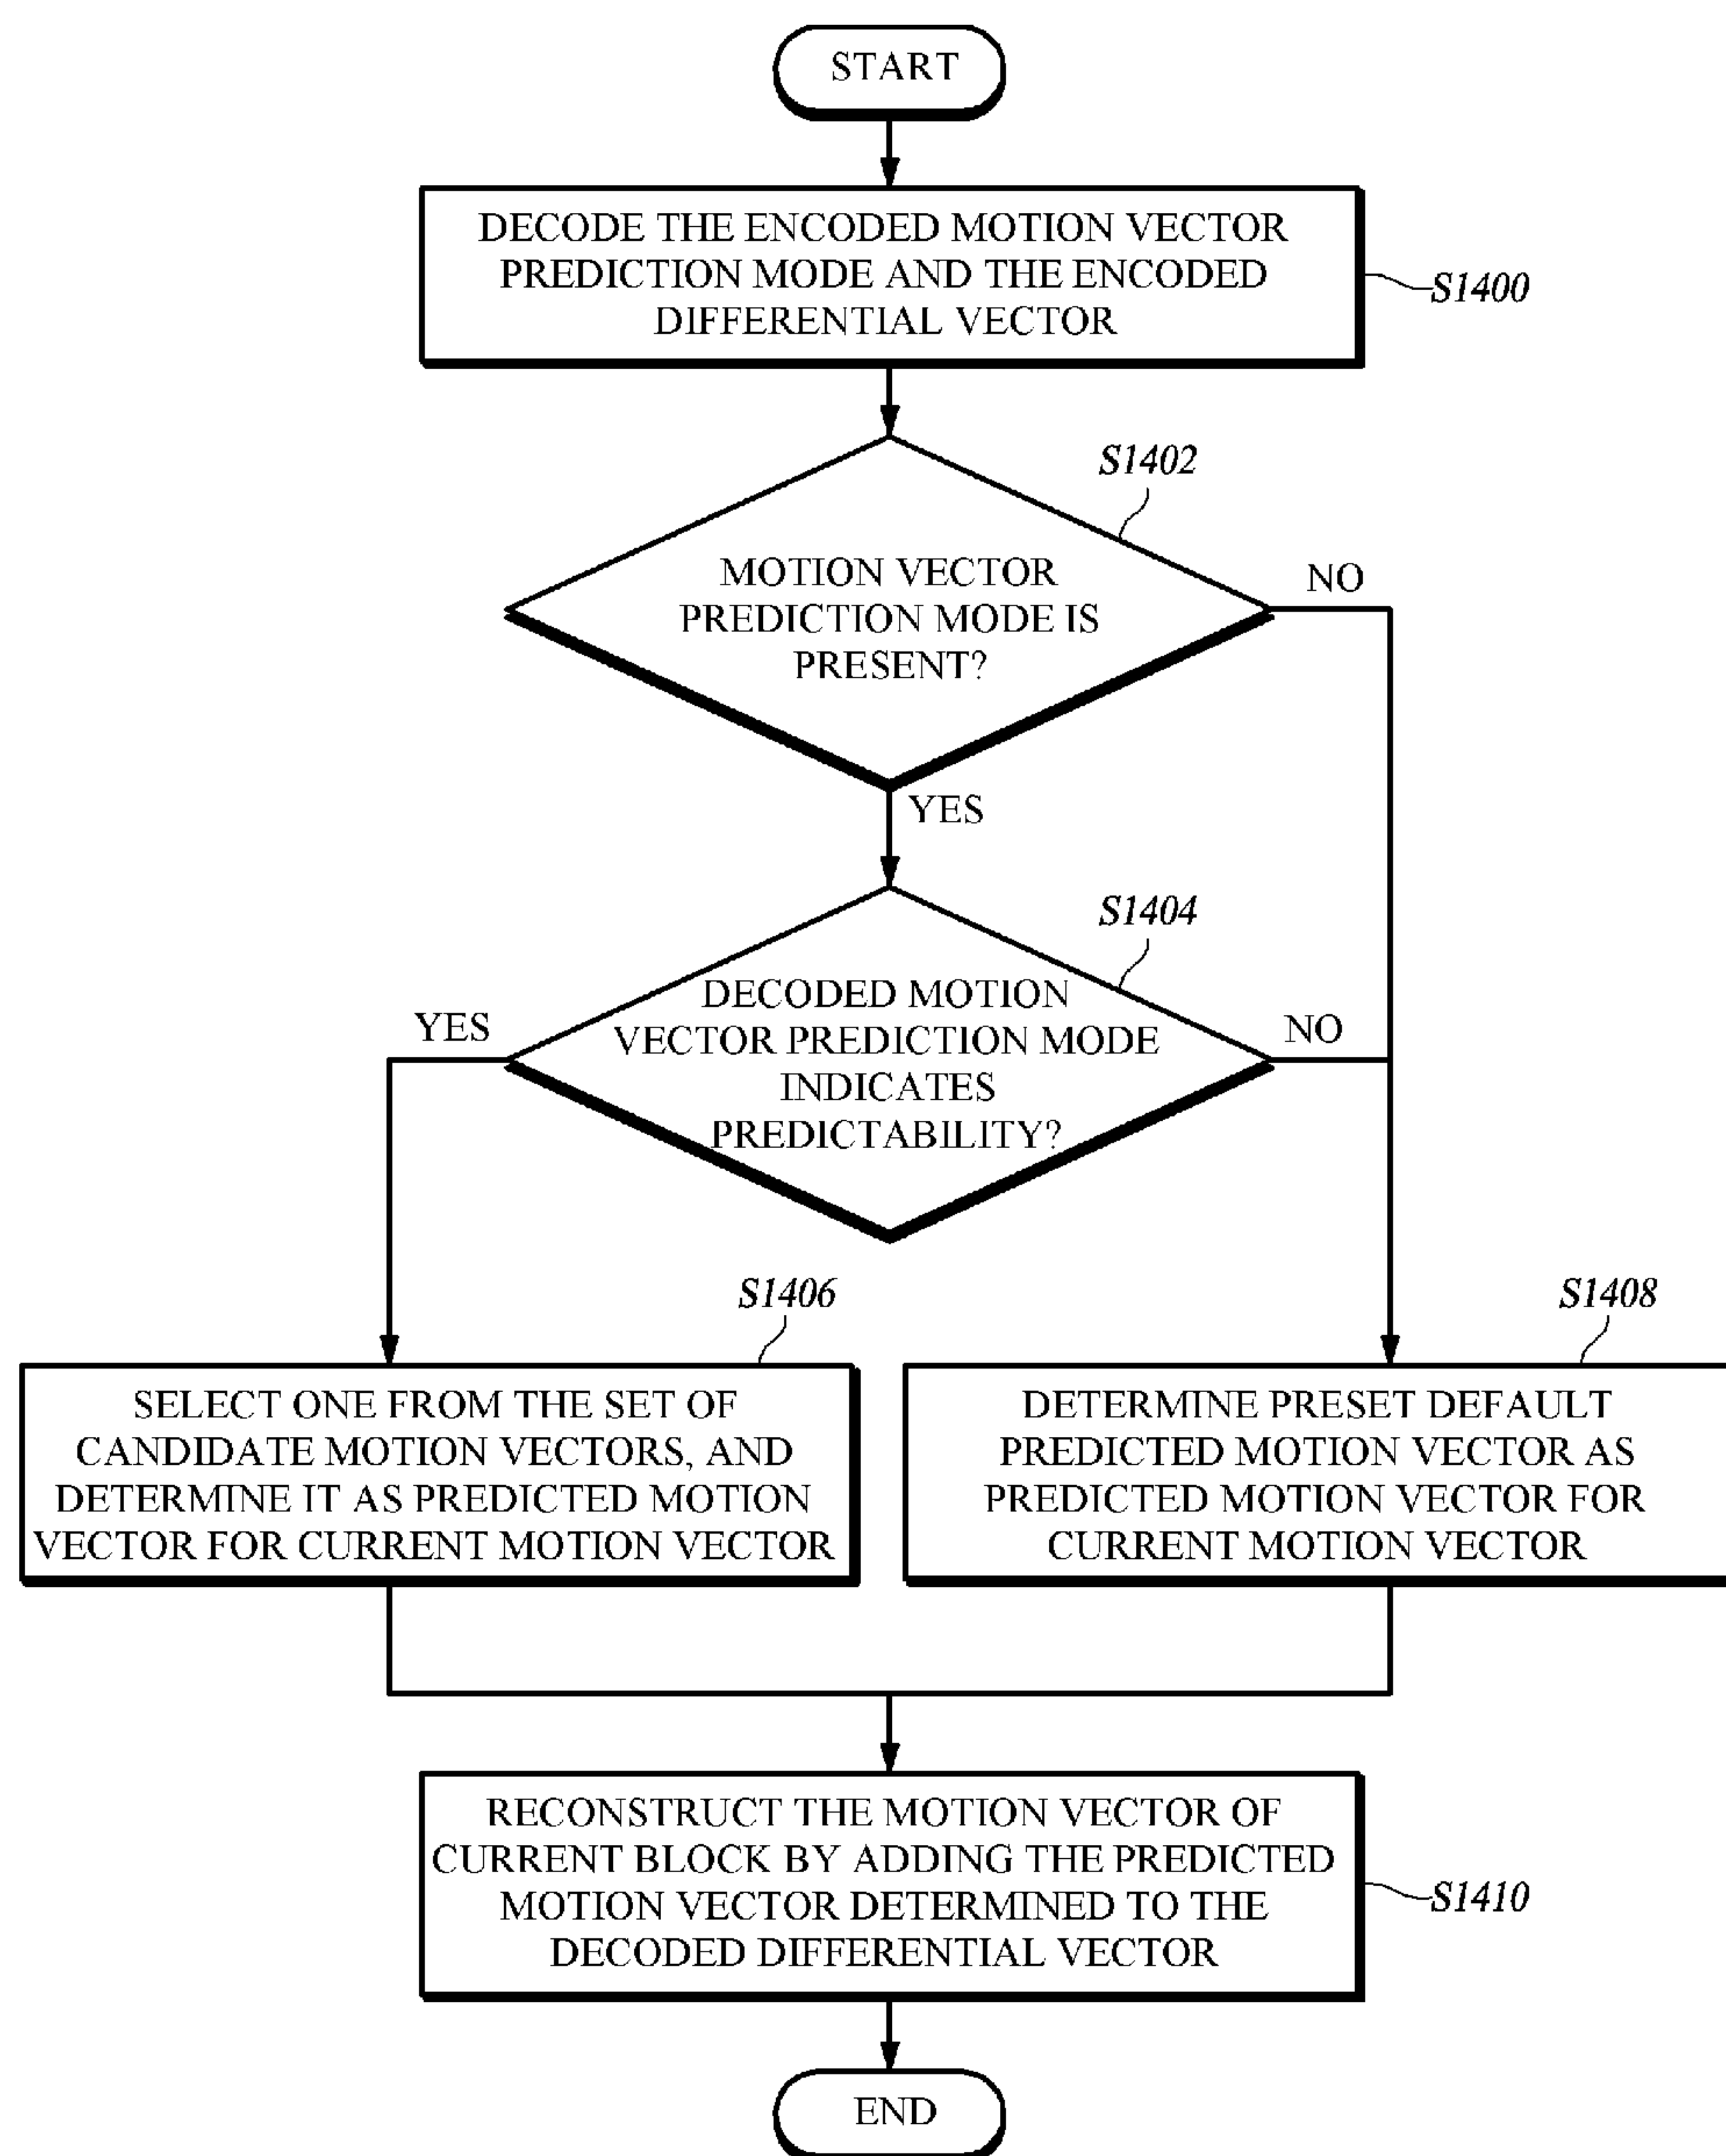 START
DECODE THE ENCODED MOTION VECTOR
PREDICTION MODE AND THE ENCODED
DIFFERENTIAL VECTOR
S1400
S1402
MOTION VECTOR
PREDICTION MODE IS
PRESENT?
NO
YES
S1404
DECODED MOTION
VECTOR PREDICTION MODE
INDICATES
PREDICTABILITY?
YES
NO
S1406
SELECT ONE FROM THE SET OF
CANDIDATE MOTION VECTORS, AND
DETERMINE IT AS PREDICTED MOTION
VECTOR FOR CURRENT MOTION VECTOR
S1408
DETERMINE PRESET DEFAULT
PREDICTED MOTION VECTOR AS
PREDICTED MOTION VECTOR FOR
CURRENT MOTION VECTOR
RECONSTRUCT THE MOTION VECTOR OF
CURRENT BLOCK BY ADDING THE PREDICTED
MOTION VECTOR DETERMINED TO THE
DECODED DIFFERENTIAL VECTOR
S1410
END